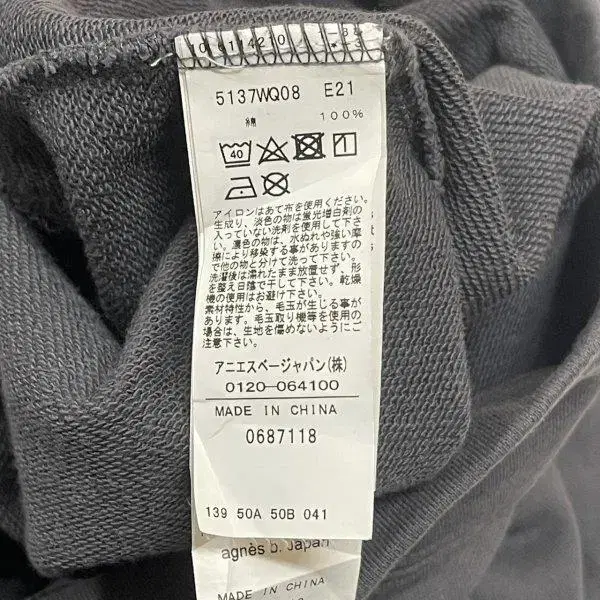 5137WQ08 E21
綿 100%
40
アイロンはあて布を使用ください。
生成り、淡色の物は蛍光増白剤の
入っていない洗剤を使用して下さ
い。濃色の物は、水ぬれや強い摩
擦により移染する事がありますの
で他の物と分けて洗って下さい。
洗濯後は濡れたまま放置せず、形
を整え日陰で干して下さい。乾燥
機の使用はお避け下さい。
素材特性から、毛玉が生じる事が
あります。毛玉取り機等を使用の
場合は、生地を傷めないようにご
注意下さい。
アニエスベージャパン(株)
0120-064100
MADE IN CHINA
0687118
139 50A 50B 041
agnès b. Japan
MADE IN CHINA